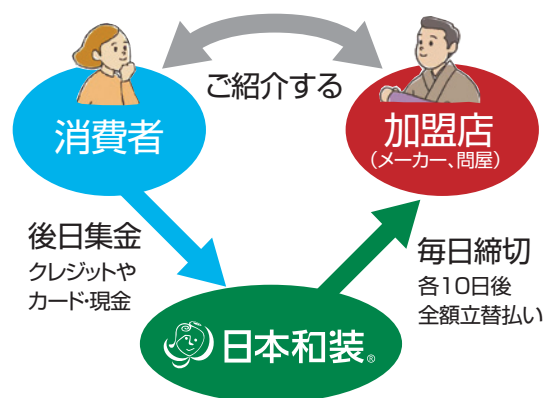 ご紹介する
消費者
加盟店
(メーカー、問屋)
後日集金
クレジットや
カード・現金
毎日締切
各10日後
全額立替払い
日本和装®